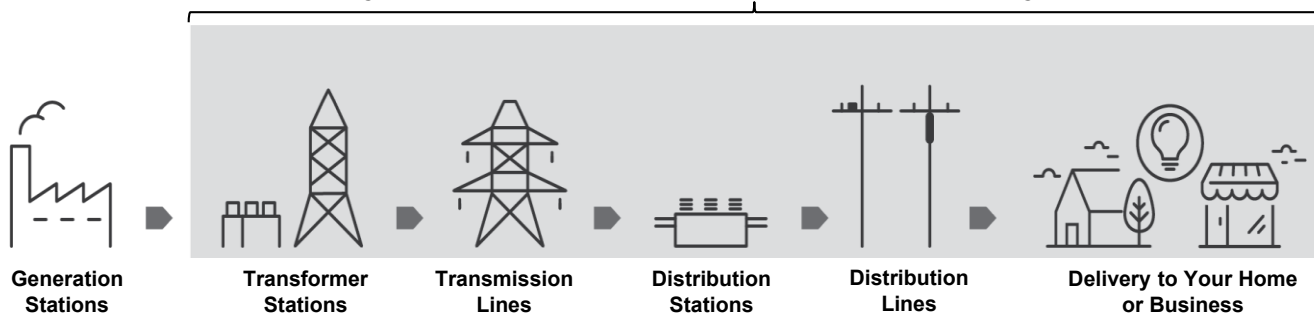 Generation
Stations
Transformer
Stations
Transmission
Lines
Distribution
Stations
Distribution
Lines
Delivery to Your Home
or Business